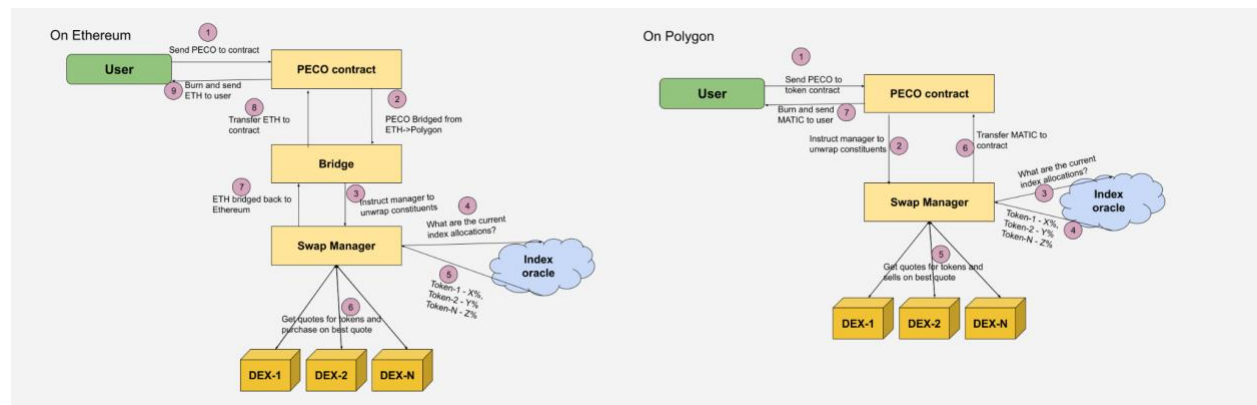 On Ethereum
1
Send PECO to contract
User
PECO contract
9
Burn and send
ETH to user
8
Transfer ETH to
contract
2
PECO Bridged from
ETH->Polygon
Bridge
7
ETH bridged back to
Ethereum
3
Instruct manager to
unwrap constituents
4
What are the current
index allocations?
Swap Manager
Index
oracle
5
Token-1 - X%,
Token-2 - Y%
Token-N - Z%
6
Get quotes for tokens and
purchase on best quote
DEX-1
DEX-2
DEX-N
On Polygon
1
Send PECO to
token contract
User
PECO contract
Burn and send
MATIC to user
7
Instruct manager to
unwrap constituents
2
6
Transfer MATIC to
contract
What are the current
index allocations?
3
Swap Manager
Index
oracle
Token-1 - X%,
Token-2 - Y%
Token-N - Z%
4
5
Get quotes for tokens and
sells on best quote
DEX-1
DEX-2
DEX-N